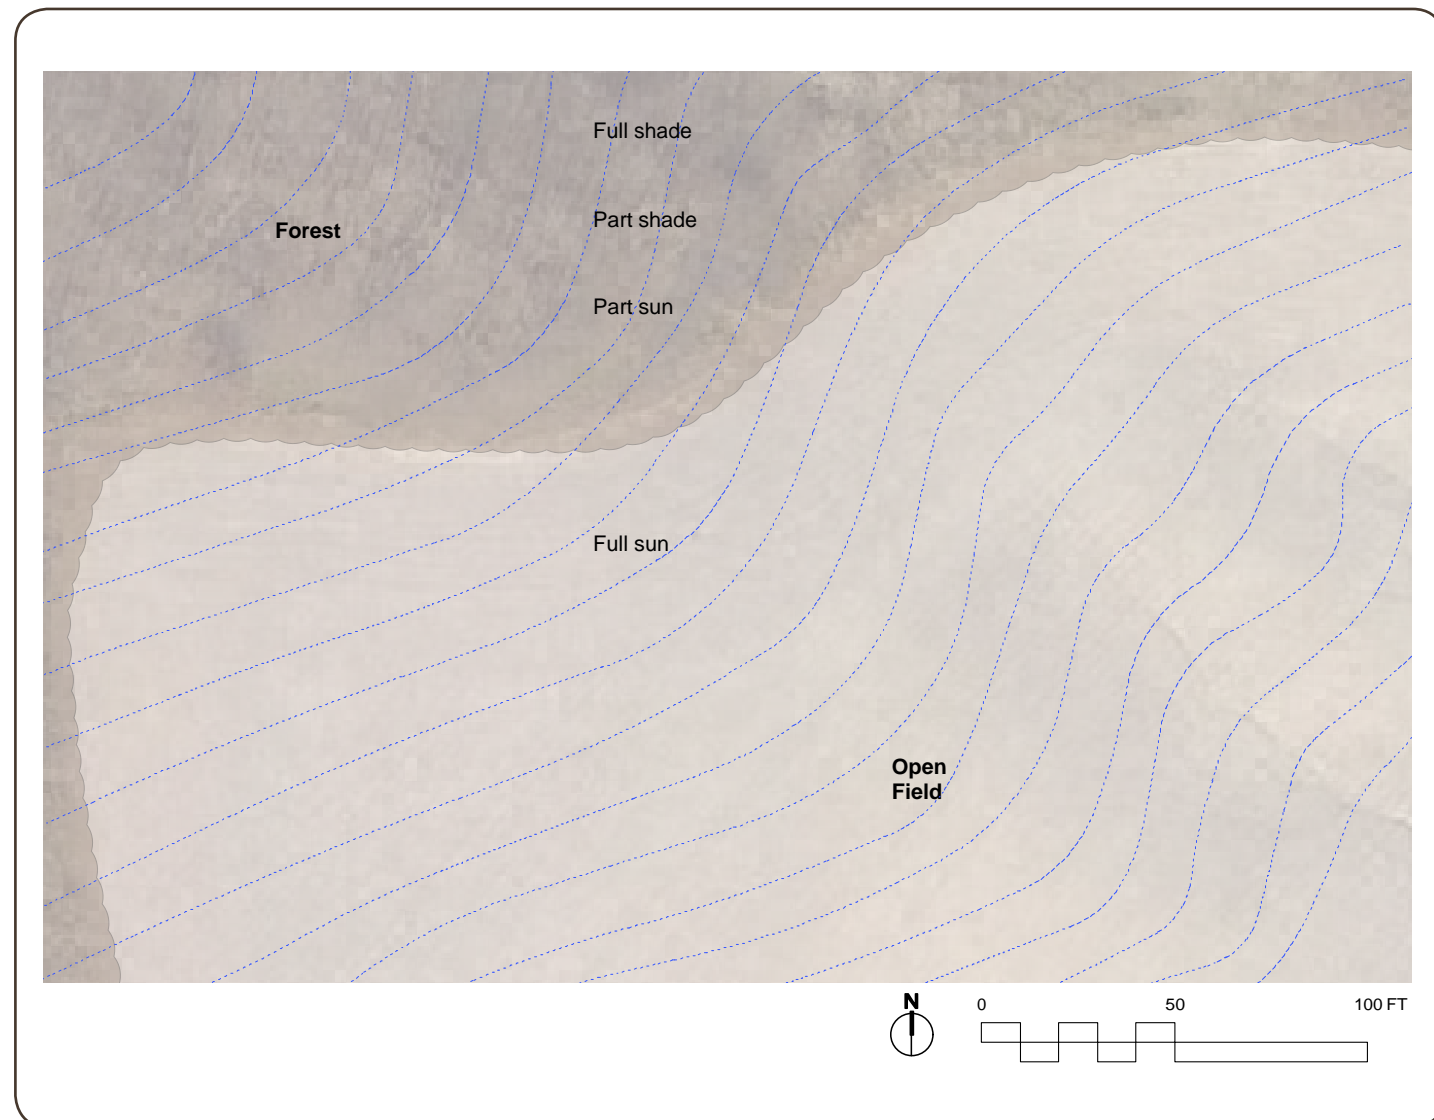 Full shade
Part shade
Forest
Part sun
Full sun
Open
Field
N
0 50 100 FT